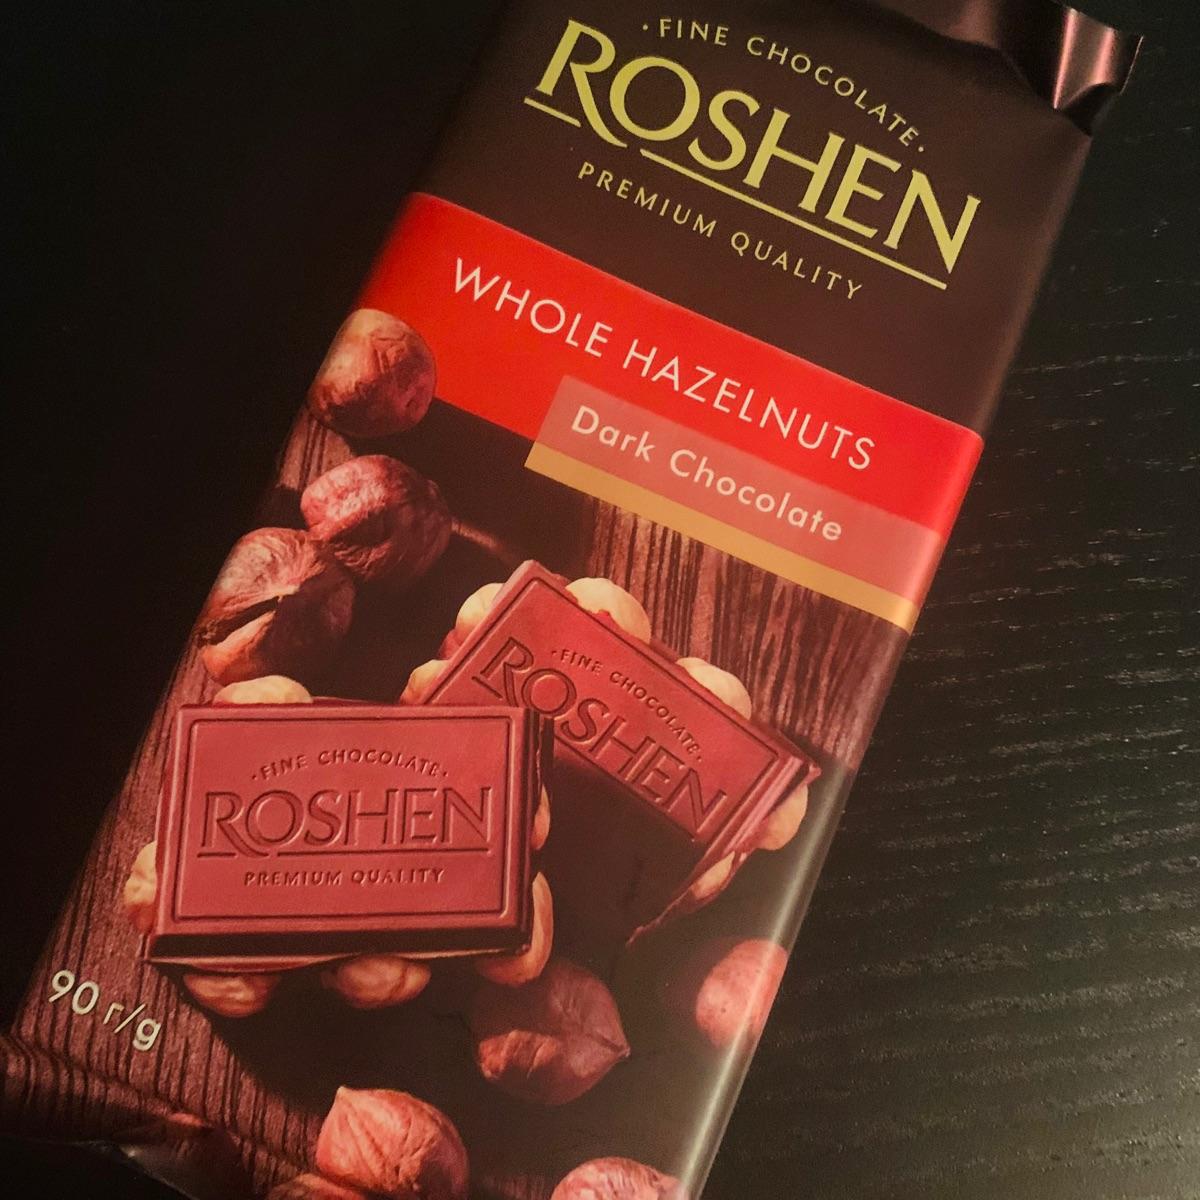 · FINE CHOCOLATE ·
ROSHEN
PREMIUM QUALITY
WHOLE HAZELNUTS
Dark Chocolate
· FINE CHOCOLATE ·
ROSHEN
· FINE CHOCOLATE ·
ROSHEN
PREMIUM QUALITY
90 г/g